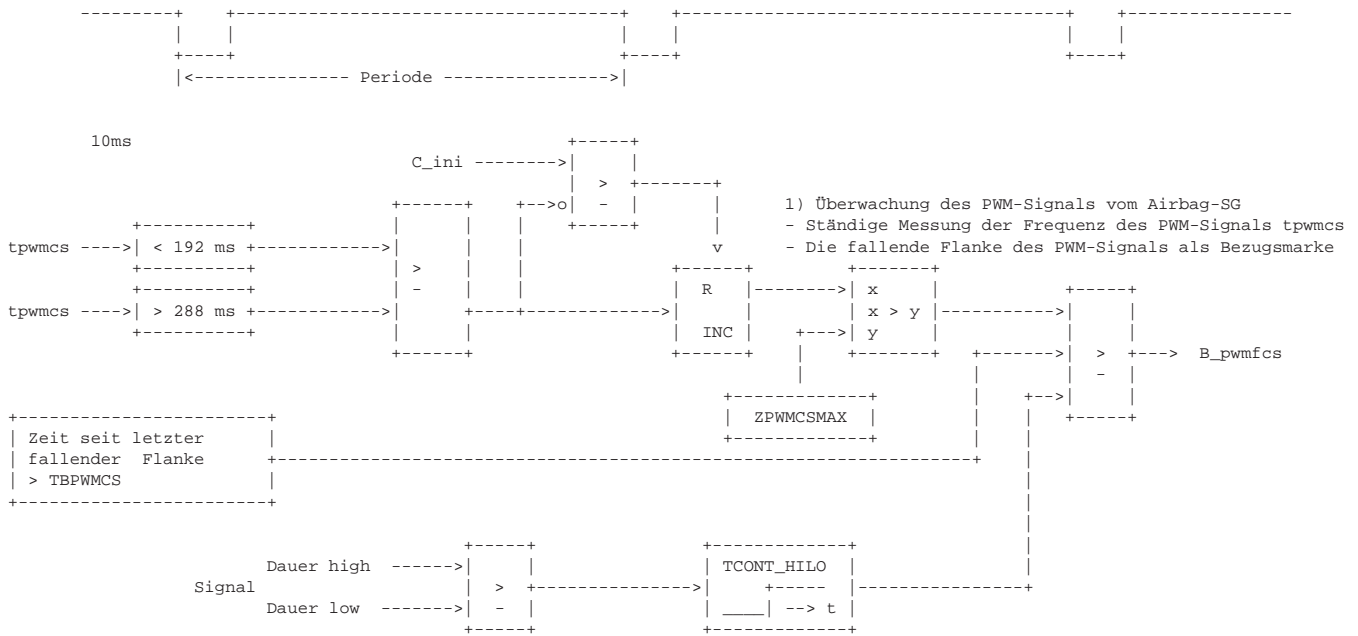 Periode
10ms
C_ini
>
-
1) Überwachung des PWM-Signals vom Airbag-SG
- Ständige Messung der Frequenz des PWM-Signals tpwmcs
- Die fallende Flanke des PWM-Signals als Bezugsmarke
tpwmcs
< 192 ms
v
>
-
R
x
tpwmcs
> 288 ms
x > y
INC
y
>
-
B_pwmfcs
ZPWMCSMAX
Zeit seit letzter
fallender Flanke
> TBPWMCS
Dauer high
TCONT_HILO
Signal
>
-
Dauer low
--> t